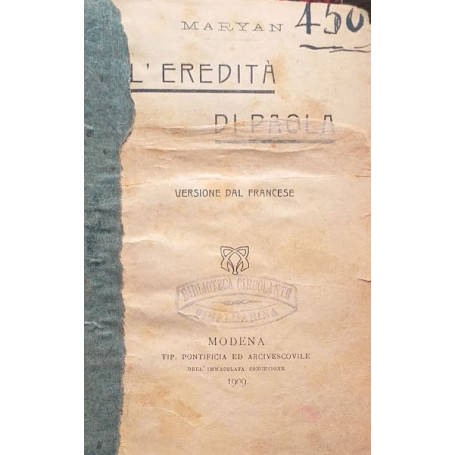 MARYAN
450
L'EREDITÀ
DI PAOLA
VERSIONE DAL FRANCESE
BIBLIOTECA CIRCOLANTE
MODENA
TIP. PONTIFICIA ED ARCIVESCOVILE
DELL' IMMACOLATA CONCEZIONE
1909